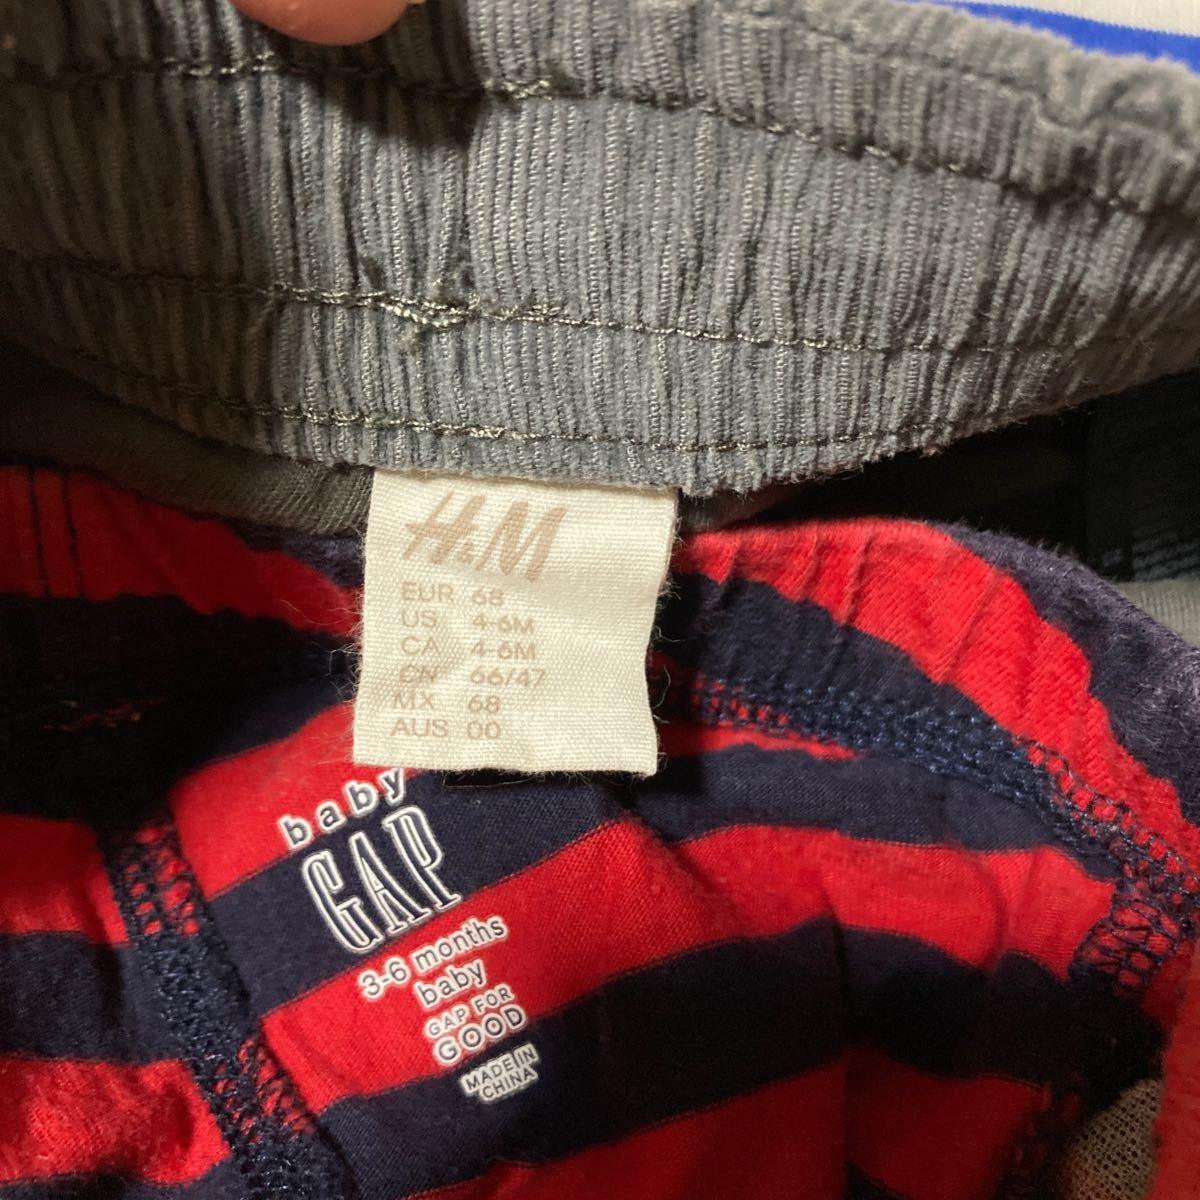 H&M
EUR 68
US 4-6M
CA 4-6M
CN 66/47
MX 68
AUS 00
baby
GAP
3-6 months
baby
GAP FOR
GOOD
MADE IN
CHINA